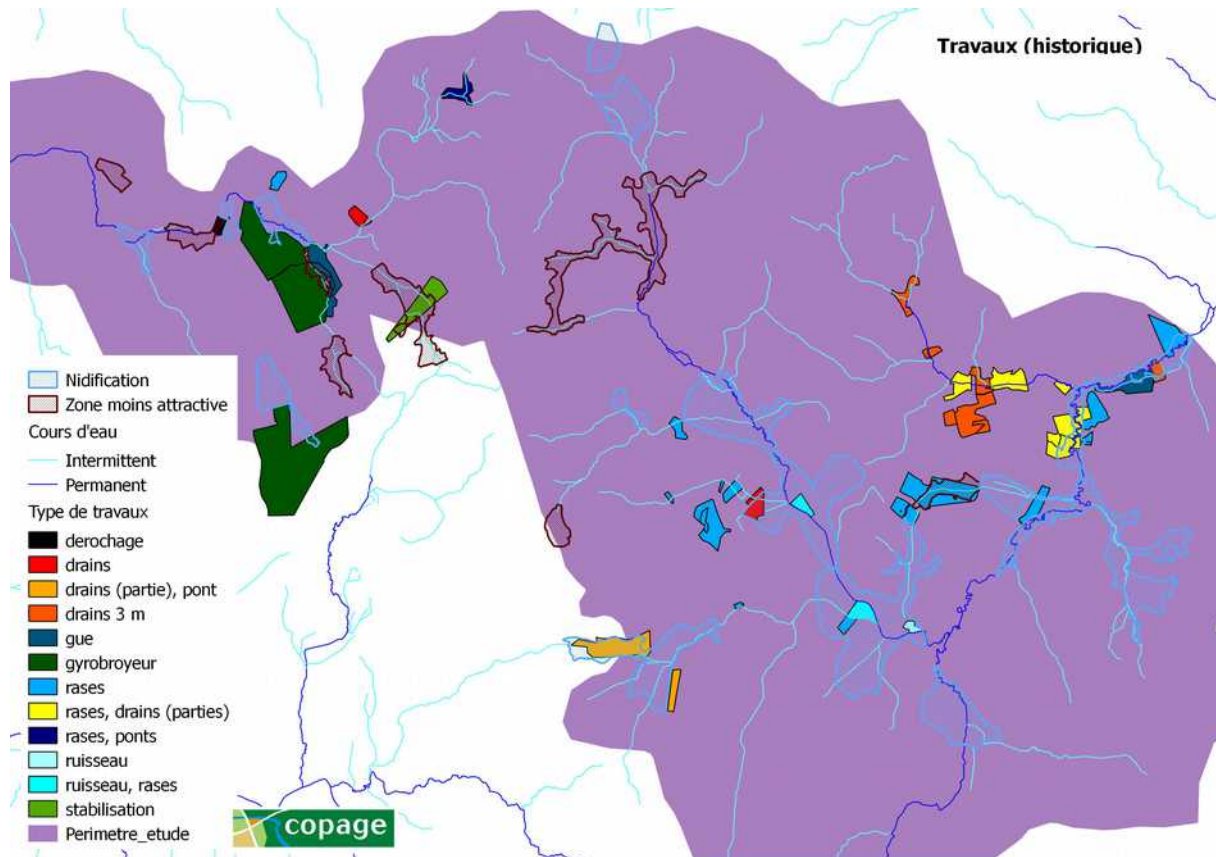 Travaux (historique)
Nidification
Zone moins attractive
Cours d'eau
Intermittent
Permanent
Type de travaux
derochage
drains
drains (partie), pont
drains 3 m
gue
gyrobroyeur
rases
rases, drains (parties)
rases, ponts
ruisseau
ruisseau, rases
stabilisation
Perimetre_etude
copage